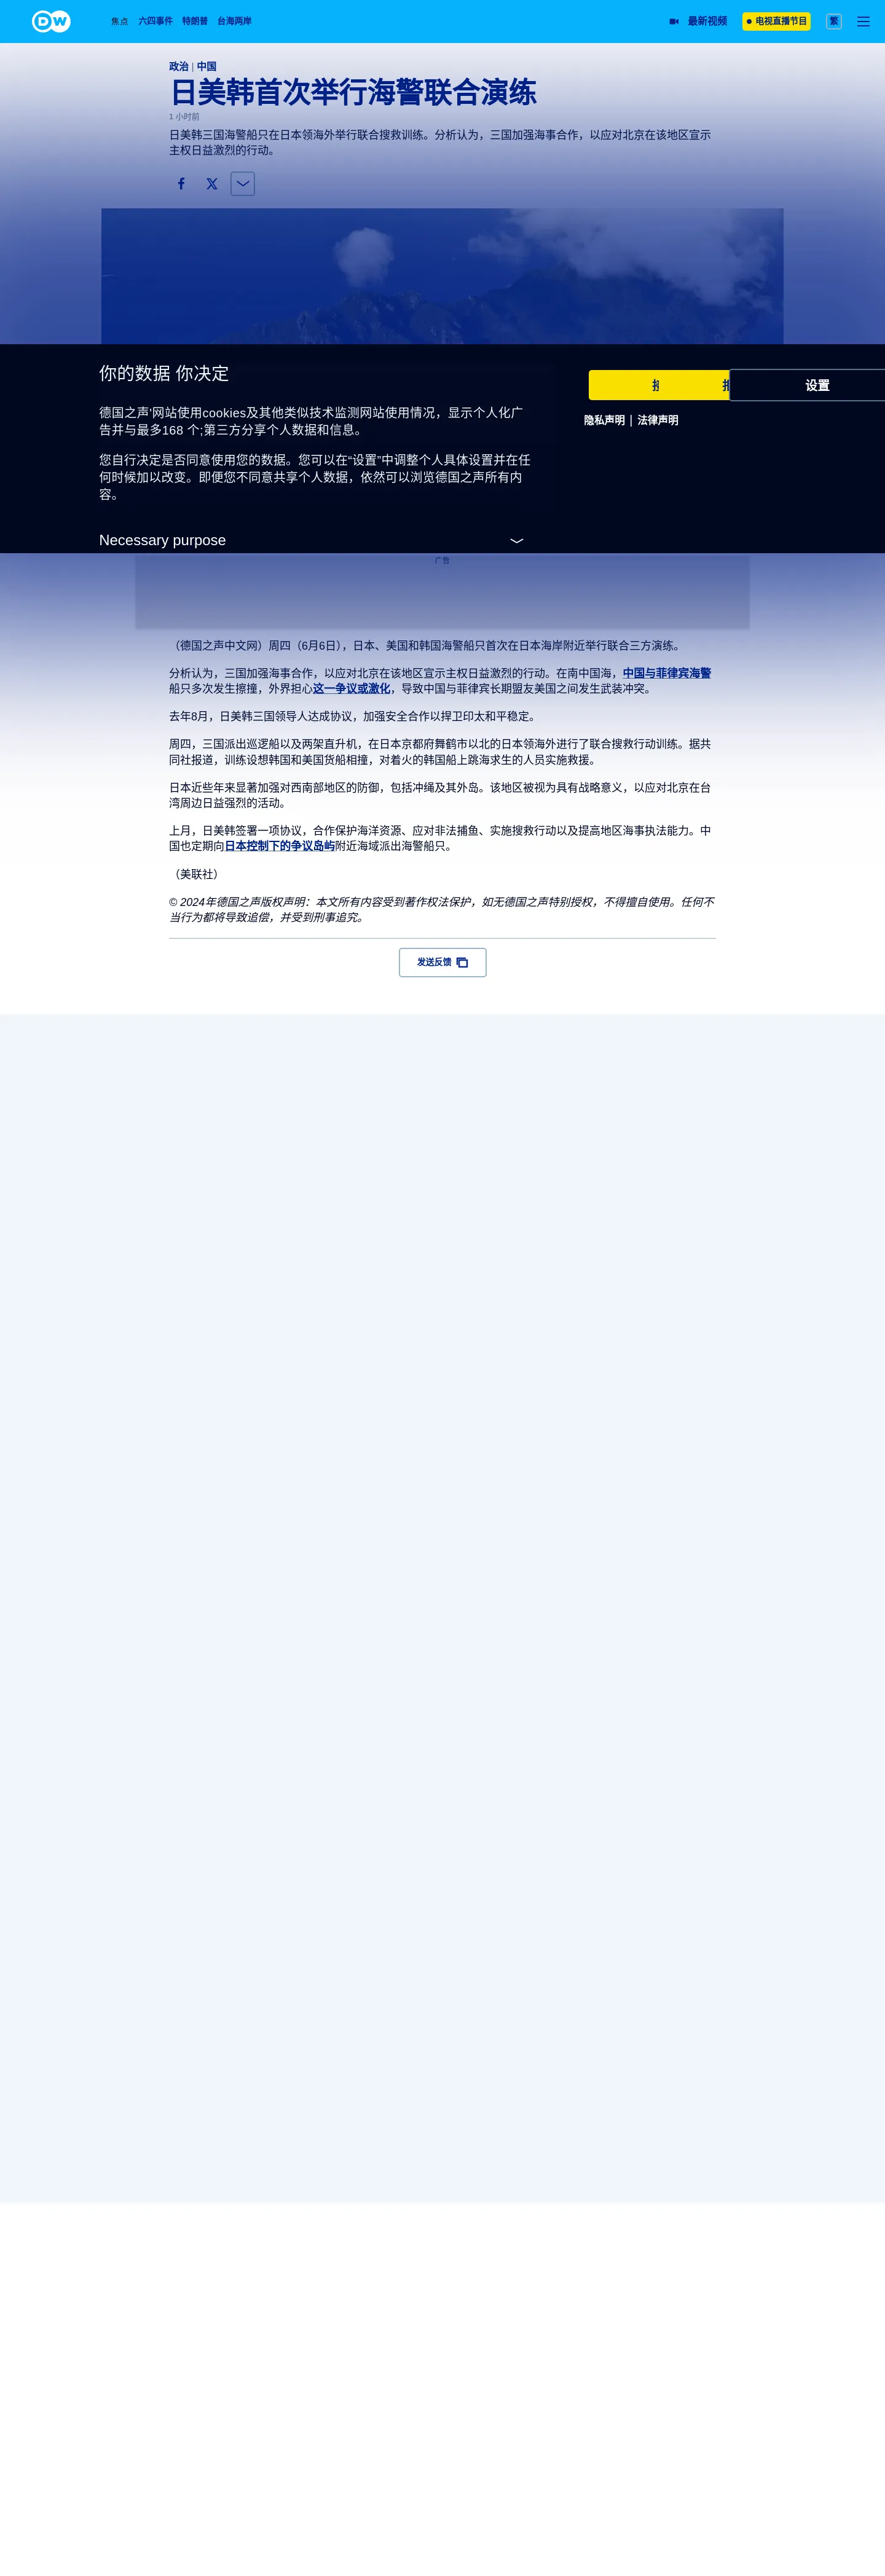 DW
焦点 六四事件 特朗普 台海两岸
最新视频
电视直播节目
繁
政治 | 中国
日美韩首次举行海警联合演练
1 小时前
日美韩三国海警船只在日本领海外举行联合搜救训练。分析认为，三国加强海事合作，以应对北京在该地区宣示
主权日益激烈的行动。
你的数据 你决定
设置
德国之声'网站使用cookies及其他类似技术监测网站使用情况，显示个人化广
告并与最多168 个;第三方分享个人数据和信息。
隐私声明 | 法律声明
您自行决定是否同意使用您的数据。您可以在“设置”中调整个人具体设置并在任
何时候加以改变。即便您不同意共享个人数据，依然可以浏览德国之声所有内
容。
Necessary purpose
广告
（德国之声中文网）周四（6月6日），日本、美国和韩国海警船只首次在日本海岸附近举行联合三方演练。
分析认为，三国加强海事合作，以应对北京在该地区宣示主权日益激烈的行动。在南中国海，中国与菲律宾海警
船只多次发生擦撞，外界担心这一争议或激化，导致中国与菲律宾长期盟友美国之间发生武装冲突。
去年8月，日美韩三国领导人达成协议，加强安全合作以捍卫印太和平稳定。
周四，三国派出巡逻船以及两架直升机，在日本京都府舞鹤市以北的日本领海外进行了联合搜救行动训练。据共
同社报道，训练设想韩国和美国货船相撞，对着火的韩国船上跳海求生的人员实施救援。
日本近些年来显著加强对西南部地区的防御，包括冲绳及其外岛。该地区被视为具有战略意义，以应对北京在台
湾周边日益强烈的活动。
上月，日美韩签署一项协议，合作保护海洋资源、应对非法捕鱼、实施搜救行动以及提高地区海事执法能力。中
国也定期向日本控制下的争议岛屿附近海域派出海警船只。
（美联社）
© 2024年德国之声版权声明：本文所有内容受到著作权法保护，如无德国之声特别授权，不得擅自使用。任何不
当行为都将导致追偿，并受到刑事追究。
发送反馈